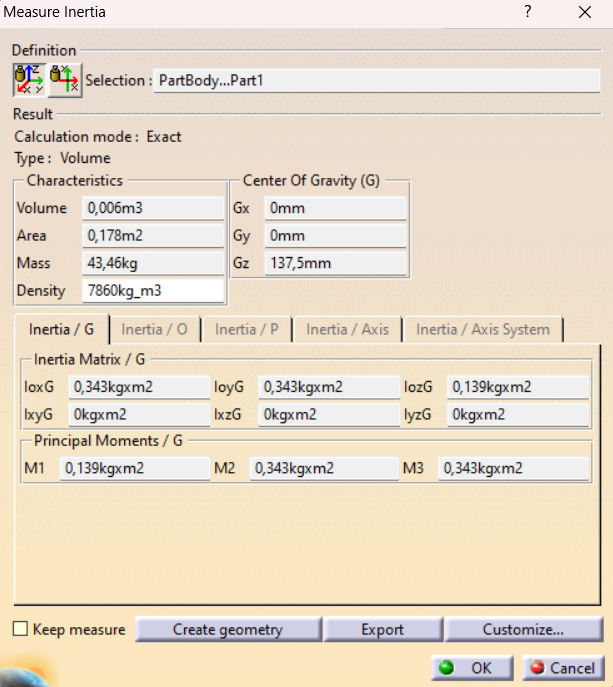 Measure Inertia ?
Definition
Selection : PartBody...Part1
Result
Calculation mode : Exact
Type : Volume
Characteristics Center Of Gravity (G)
Volume 0,006m3 Gx 0mm
Area 0,178m2 Gy 0mm
Mass 43,46kg Gz 137,5mm
Density 7860kg_m3
Inertia / G Inertia / O Inertia / P Inertia / Axis Inertia / Axis System
Inertia Matrix / G
IoxG 0,343kgxm2 IoyG 0,343kgxm2 IozG 0,139kgxm2
IxyG 0kgxm2 IxzG 0kgxm2 IyzG 0kgxm2
Principal Moments / G
M1 0,139kgxm2 M2 0,343kgxm2 M3 0,343kgxm2
Keep measure Create geometry Export Customize...
OK Cancel